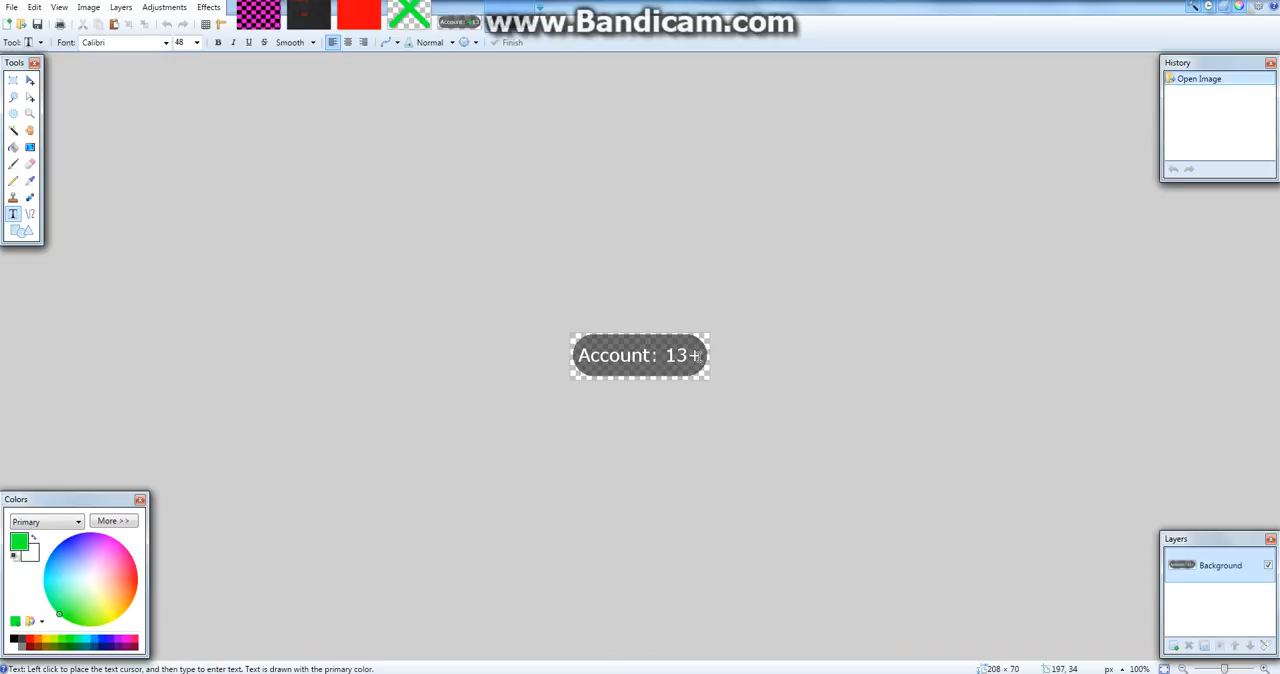 File Edit View Image Layers Adjustments Effects
www.Bandicam.com
Tool: T Font: Calibri 48 B I U S Smooth Normal Finish
Tools
History
Open Image
Account: 13+
Colors
Primary More >>
Layers
Background
Text: Left click to place the text cursor, and then type to enter text. Text is drawn with the primary color.
208 × 70 197, 34 px 100%